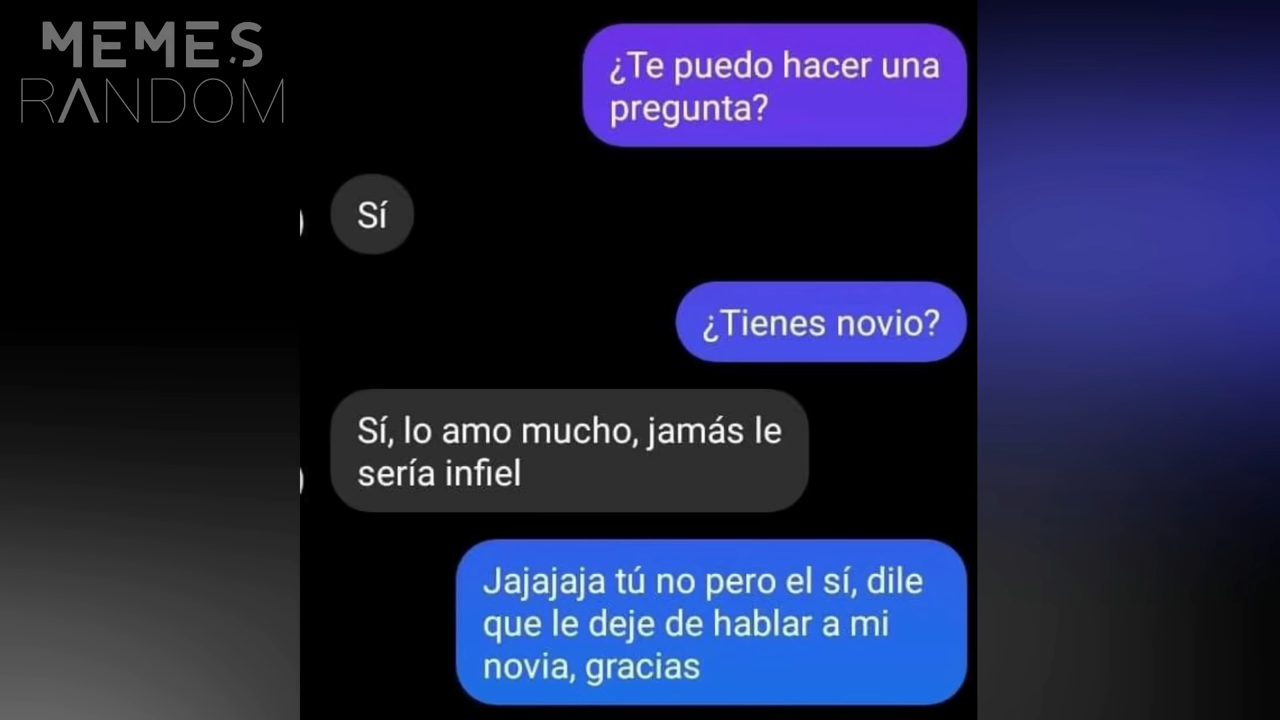 MEMES
RANDOM
¿Te puedo hacer una
pregunta?
Sí
¿Tienes novio?
Sí, lo amo mucho, jamás le
sería infiel
Jajajaja tú no pero el sí, dile
que le deje de hablar a mi
novia, gracias